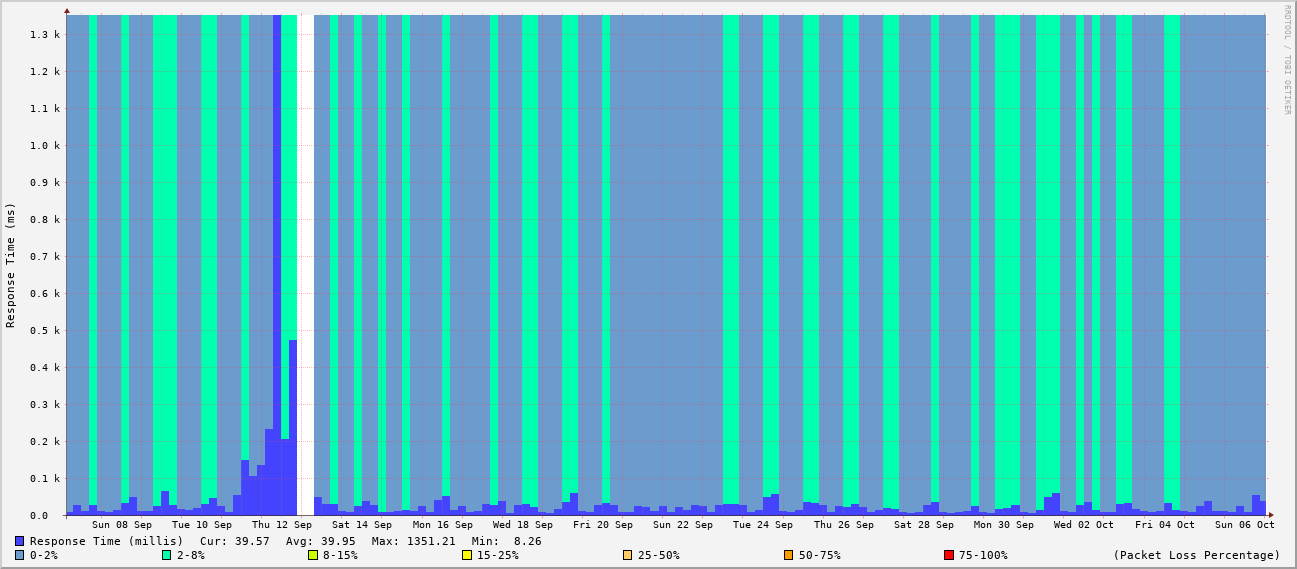 RRDTOOL / TOBI OETIKER
Response Time (ms)
1.3 k
1.2 k
1.1 k
1.0 k
0.9 k
0.8 k
0.7 k
0.6 k
0.5 k
0.4 k
0.3 k
0.2 k
0.1 k
0.0
Sun 08 Sep Tue 10 Sep Thu 12 Sep Sat 14 Sep Mon 16 Sep Wed 18 Sep Fri 20 Sep Sun 22 Sep Tue 24 Sep Thu 26 Sep Sat 28 Sep Mon 30 Sep Wed 02 Oct Fri 04 Oct Sun 06 Oct
Response Time (millis) Cur: 39.57 Avg: 39.95 Max: 1351.21 Min: 8.26
0-2% 2-8% 8-15% 15-25% 25-50% 50-75% 75-100% (Packet Loss Percentage)